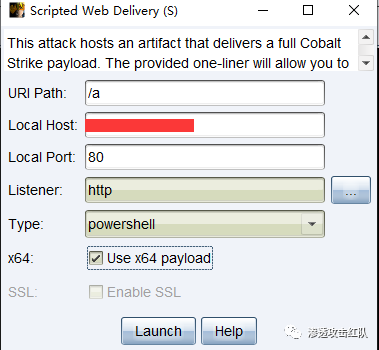 Scripted Web Delivery (S)
This attack hosts an artifact that delivers a full Cobalt
Strike payload. The provided one-liner will allow you to
URI Path: /a
Local Host:
Local Port: 80
Listener: http ...
Type: powershell
x64: Use x64 payload
SSL: Enable SSL
Launch Help
渗透攻击红队